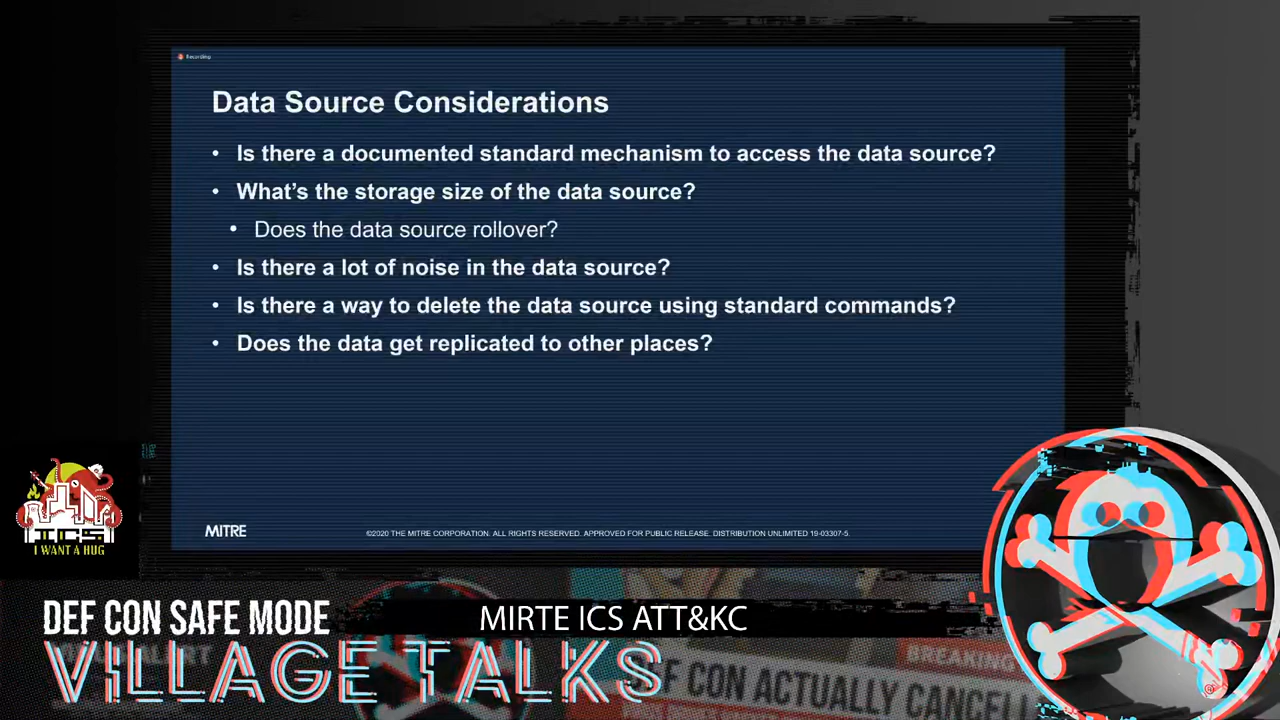 Recording
Data Source Considerations
• Is there a documented standard mechanism to access the data source?
• What's the storage size of the data source?
• Does the data source rollover?
• Is there a lot of noise in the data source?
• Is there a way to delete the data source using standard commands?
• Does the data get replicated to other places?
MITRE
©2020 THE MITRE CORPORATION. ALL RIGHTS RESERVED. APPROVED FOR PUBLIC RELEASE. DISTRIBUTION UNLIMITED 19-03307-5.
ICS
I WANT A HUG
DEF CON SAFE MODE
MIRTE ICS ATT&KC
VILLAGE TALKS
BREAKING
DEF CON ACTUALLY CANCELL